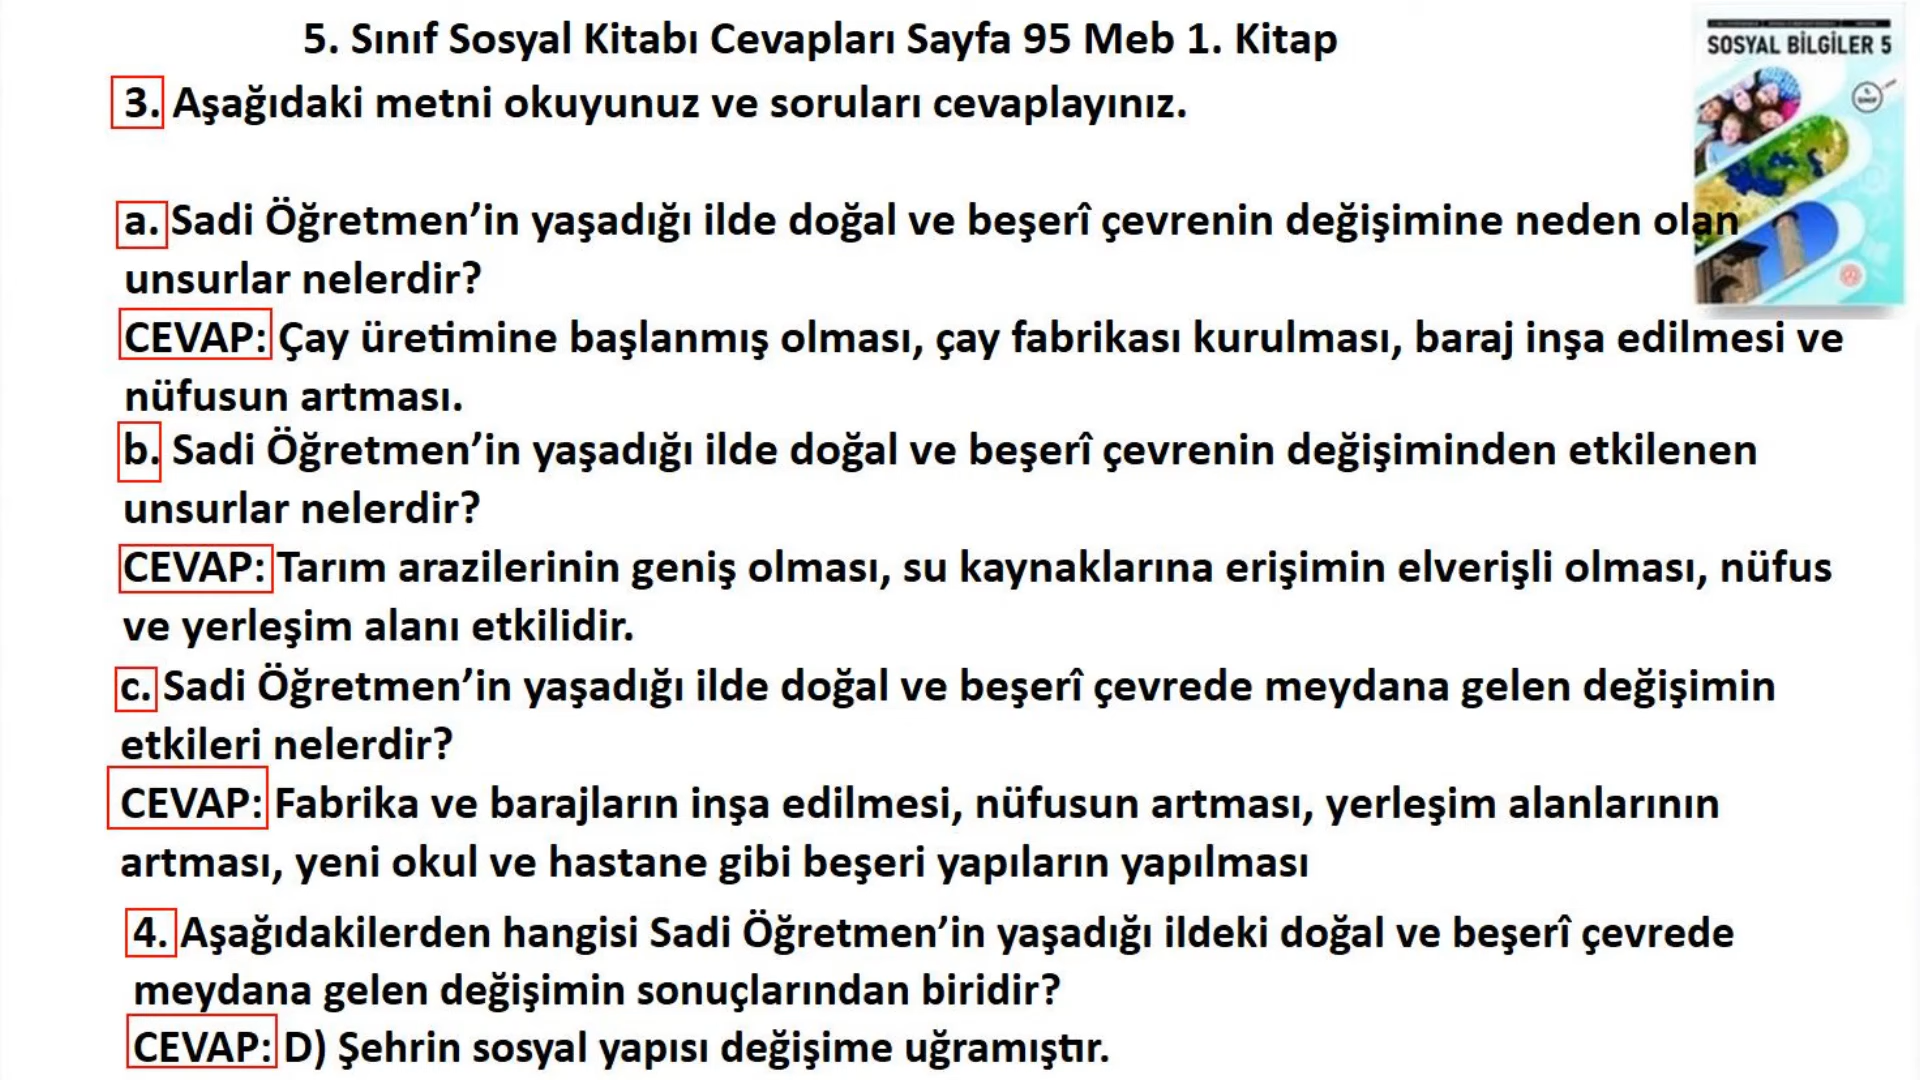 5. Sınıf Sosyal Kitabı Cevapları Sayfa 95 Meb 1. Kitap
SOSYAL BİLGİLER 5
3. Aşağıdaki metni okuyunuz ve soruları cevaplayınız.
5. SINIF
a. Sadi Öğretmen’in yaşadığı ilde doğal ve beşerî çevrenin değişimine neden olan
unsurlar nelerdir?
CEVAP: Çay üretimine başlanmış olması, çay fabrikası kurulması, baraj inşa edilmesi ve
nüfusun artması.
b. Sadi Öğretmen’in yaşadığı ilde doğal ve beşerî çevrenin değişiminden etkilenen
unsurlar nelerdir?
CEVAP: Tarım arazilerinin geniş olması, su kaynaklarına erişimin elverişli olması, nüfus
ve yerleşim alanı etkilidir.
c. Sadi Öğretmen’in yaşadığı ilde doğal ve beşerî çevrede meydana gelen değişimin
etkileri nelerdir?
CEVAP: Fabrika ve barajların inşa edilmesi, nüfusun artması, yerleşim alanlarının
artması, yeni okul ve hastane gibi beşeri yapıların yapılması
4. Aşağıdakilerden hangisi Sadi Öğretmen’in yaşadığı ildeki doğal ve beşerî çevrede
meydana gelen değişimin sonuçlarından biridir?
CEVAP: D) Şehrin sosyal yapısı değişime uğramıştır.